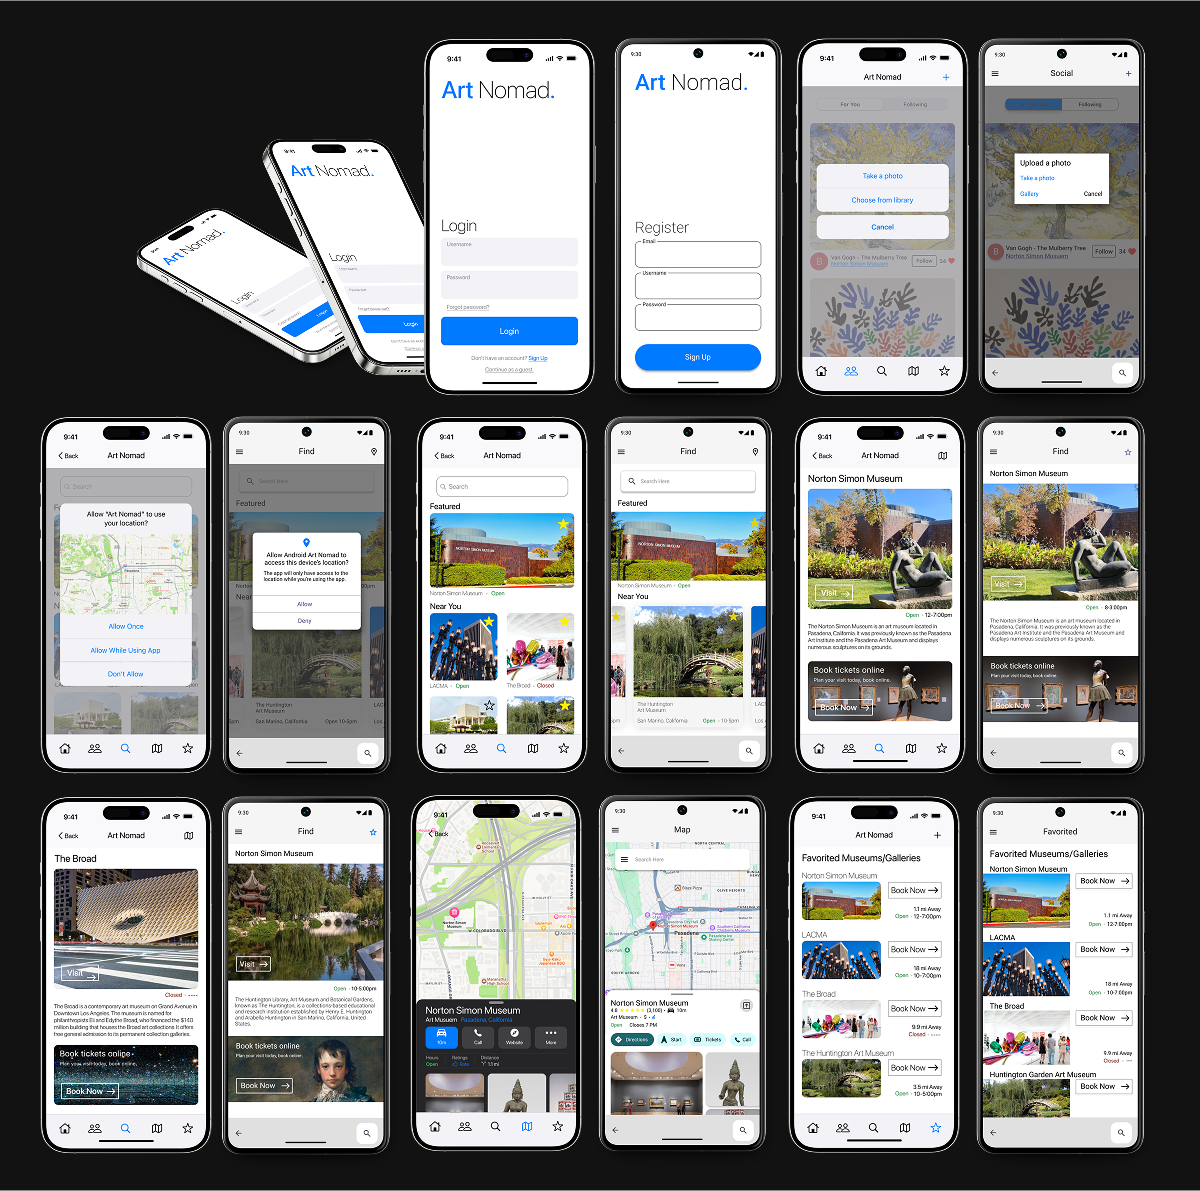 9:41
Art Nomad.
Login
Username
Password
Forgot password?
Login
Don't have an account? Sign Up
Continue as a guest.
9:30
Art Nomad.
Register
Email
Username
Password
Sign Up
9:41
Art Nomad
For You
Following
Take a photo
Choose from library
Cancel
B
Van Gogh - The Mulberry Tree
Norton Simon Museum
Follow
34
9:30
Social
Following
Upload a photo
Take a photo
Gallery
Cancel
B
Van Gogh - The Mulberry Tree
Norton Simon Musuem
Follow
34
9:41
Art Nomad.
Login
Login
Art Nomad.
Login
Login
9:41
Back
Art Nomad
Search
Allow "Art Nomad" to use
your location?
Pasadena
Allow Once
Allow While Using App
Don't Allow
9:30
Find
Search Here
Featured
Allow Android Art Nomad to
access this device's location?
The app will only have access to the
location while you're using the app.
Allow
Deny
The Huntington
Art Museum
San Marino, California
Open 10-5pm
9:41
Back
Art Nomad
Search
Featured
NORTON SIMON MUSEUM
Norton Simon Museum - Open
Near You
LACMA - Open
The Broad - Closed
9:30
Find
Search Here
Featured
NORTON SIMON MUSEUM
Norton Simon Museum - Open
Near You
The Huntington
Art Museum
San Marino, California
Open - 10-5pm
Los
9:41
Back
Art Nomad
Norton Simon Museum
Visit
Open - 12-7:00pm
The Norton Simon Museum is an art museum located in
Pasadena, California. It was previously known as the Pasadena
Art Institute and the Pasadena Art Museum and displays
numerous sculptures on its grounds.
Book tickets online
Plan your visit today, book online.
Book Now
9:30
Find
Norton Simon Museum
Visit
Open - 8-3:00pm
The Norton Simon Museum is an art museum located in
Pasadena, California. It was previously known as the
Pasadena Art Institute and the Pasadena Art Museum and
displays numerous sculptures on its grounds.
Book tickets online
Plan your visit today, book online.
Book Now
9:41
Back
Art Nomad
The Broad
Visit
Closed - ----
The Broad is a contemporary art museum on Grand Avenue in
Downtown Los Angeles. The museum is named for
philanthropists Eli and Edythe Broad, who financed the $140
million building that houses the Broad art collections. It offers
free general admission to its permanent collection galleries.
Book tickets online
Plan your visit today, book online.
Book Now
9:30
Find
Norton Simon Museum
Visit
Open - 10-5:00pm
The Huntington Library, Art Museum and Botanical Gardens,
known as The Huntington, is a collections-based educational
and research institution established by Henry E. Huntington
and Arabella Huntington in San Marino, California, United
States.
Book tickets online
Plan your visit today, book online.
Book Now
9:41
Back
Norton Simon
Museum
W COLORADO BLVD
Norton Simon Museum
Art Musuem Pasadena, California
10m
Call
Website
More
Hours
Ratings
Distance
Open
Rate
1.1 mi
9:30
Map
Search Here
NORTH CENTRAL
OLIVE HEIGHTS
Norton Simon Museum
Pasadena
SOUTH ARROYO
Norton Simon Museum
4.8 (3,100) - 10m
Art Museum
Open Closes 7 PM
Directions
Start
Tickets
Call
9:41
Art Nomad
Favorited Museums/Galleries
Norton Simon Museum
Book Now
1.1 mi Away
Open - 12-7:00pm
LACMA
Book Now
18 mi Away
Open - 10-7:00pm
The Broad
Book Now
9.9 mi Away
Closed - ----
The Huntington Art Museum
Book Now
3.5 mi Away
Open - 10-5:00pm
9:30
Favorited
Favorited Museums/Galleries
Norton Simon Museum
Book Now
1.1 mi Away
Open - 12-7:00pm
LACMA
Book Now
18 mi Away
Open - 10-7:00pm
The Broad
Book Now
9.9 mi Away
Closed - ---
Huntington Garden Art Museum
Book Now